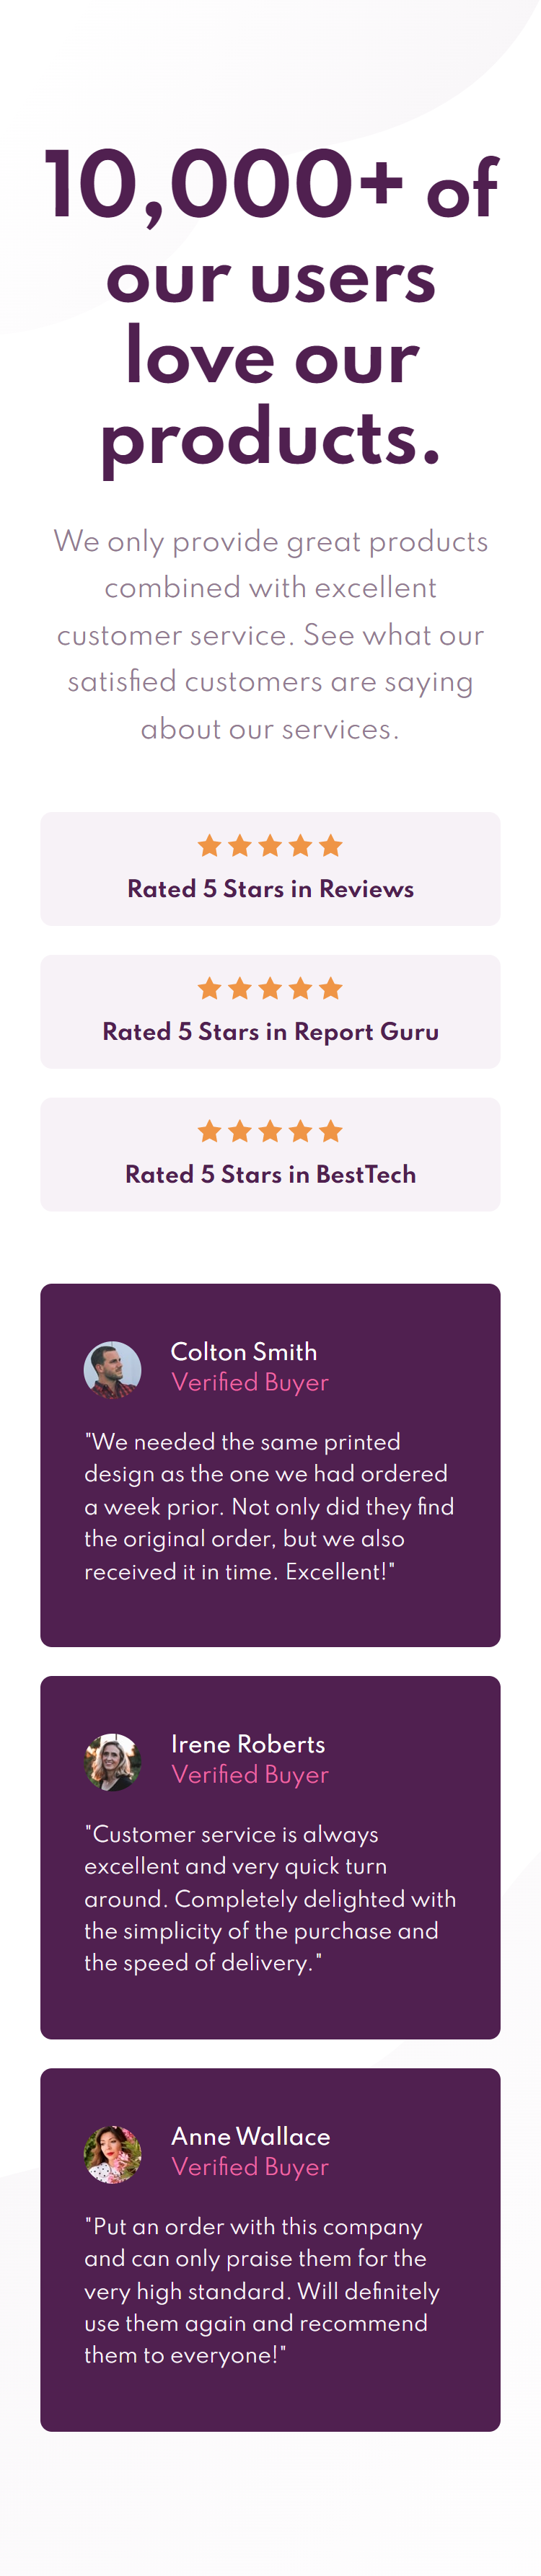 10,000+ of
our users
love our
products.
We only provide great products
combined with excellent
customer service. See what our
satisfied customers are saying
about our services.
Rated 5 Stars in Reviews
Rated 5 Stars in Report Guru
Rated 5 Stars in BestTech
Colton Smith
Verified Buyer
"We needed the same printed
design as the one we had ordered
a week prior. Not only did they find
the original order, but we also
received it in time. Excellent!"
Irene Roberts
Verified Buyer
"Customer service is always
excellent and very quick turn
around. Completely delighted with
the simplicity of the purchase and
the speed of delivery."
Anne Wallace
Verified Buyer
"Put an order with this company
and can only praise them for the
very high standard. Will definitely
use them again and recommend
them to everyone!"